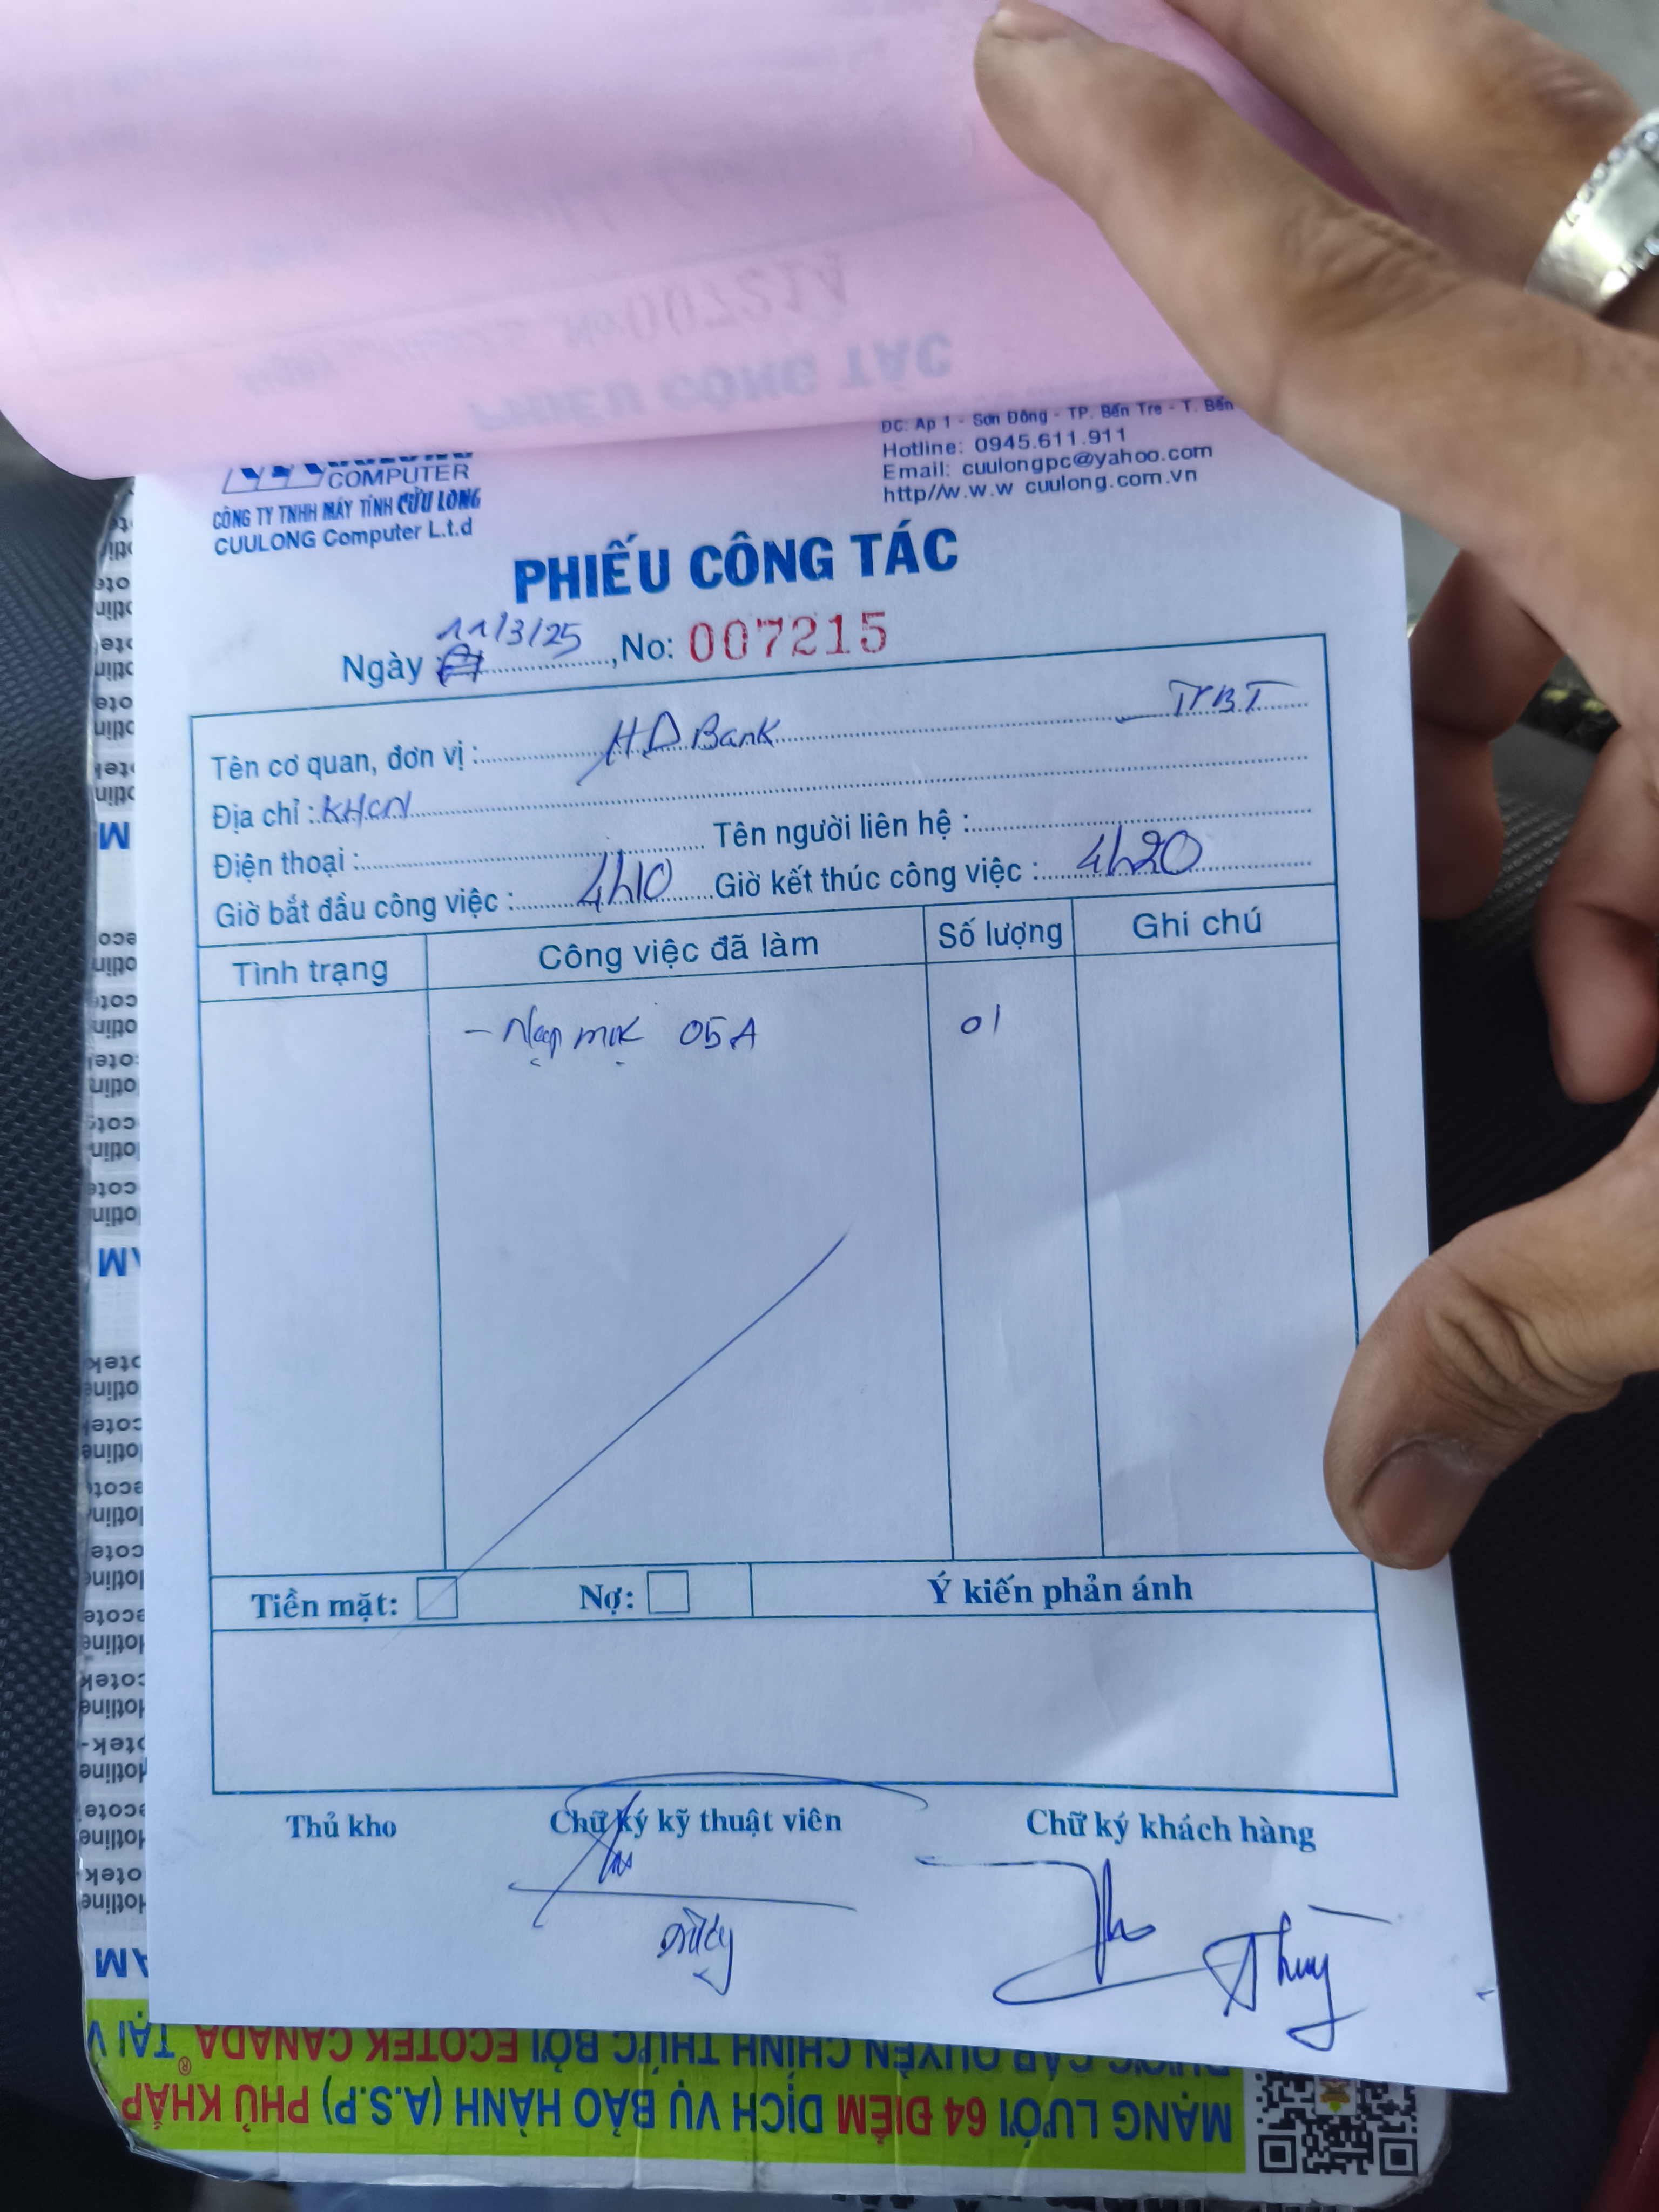 COMPUTER
CÔNG TY TNHH MÁY TÍNH CỬU LONG
CUULONG Computer L.t.d
ĐC: Ấp 1 - Sơn Đông - TP. Bến Tre - T. Bến
Hotline: 0945.611.911
Email: cuulongpc@yahoo.com
http//w.w.w cuulong.com.vn
PHIẾU CÔNG TÁC
Ngày 11/3/25, No: 007215
Tên cơ quan, đơn vị : HD Bank TPBT
Địa chỉ : KHCN
Điện thoại : Tên người liên hệ :
Giờ bắt đầu công việc : 4h10 Giờ kết thúc công việc : 4h20
Tình trạng Công việc đã làm Số lượng Ghi chú
- Nạp mực 05A 01
Tiền mặt: Nợ: Ý kiến phản ánh
Thủ kho Chữ ký kỹ thuật viên Chữ ký khách hàng
Thùy
ĐƯỢC CẤP QUYỀN CHÍNH THỨC BỞI ECOTEK CANADA® TẠI V
MẠNG LƯỚI 64 ĐIỂM DỊCH VỤ BẢO HÀNH (A.S.P) PHỦ KHẮP